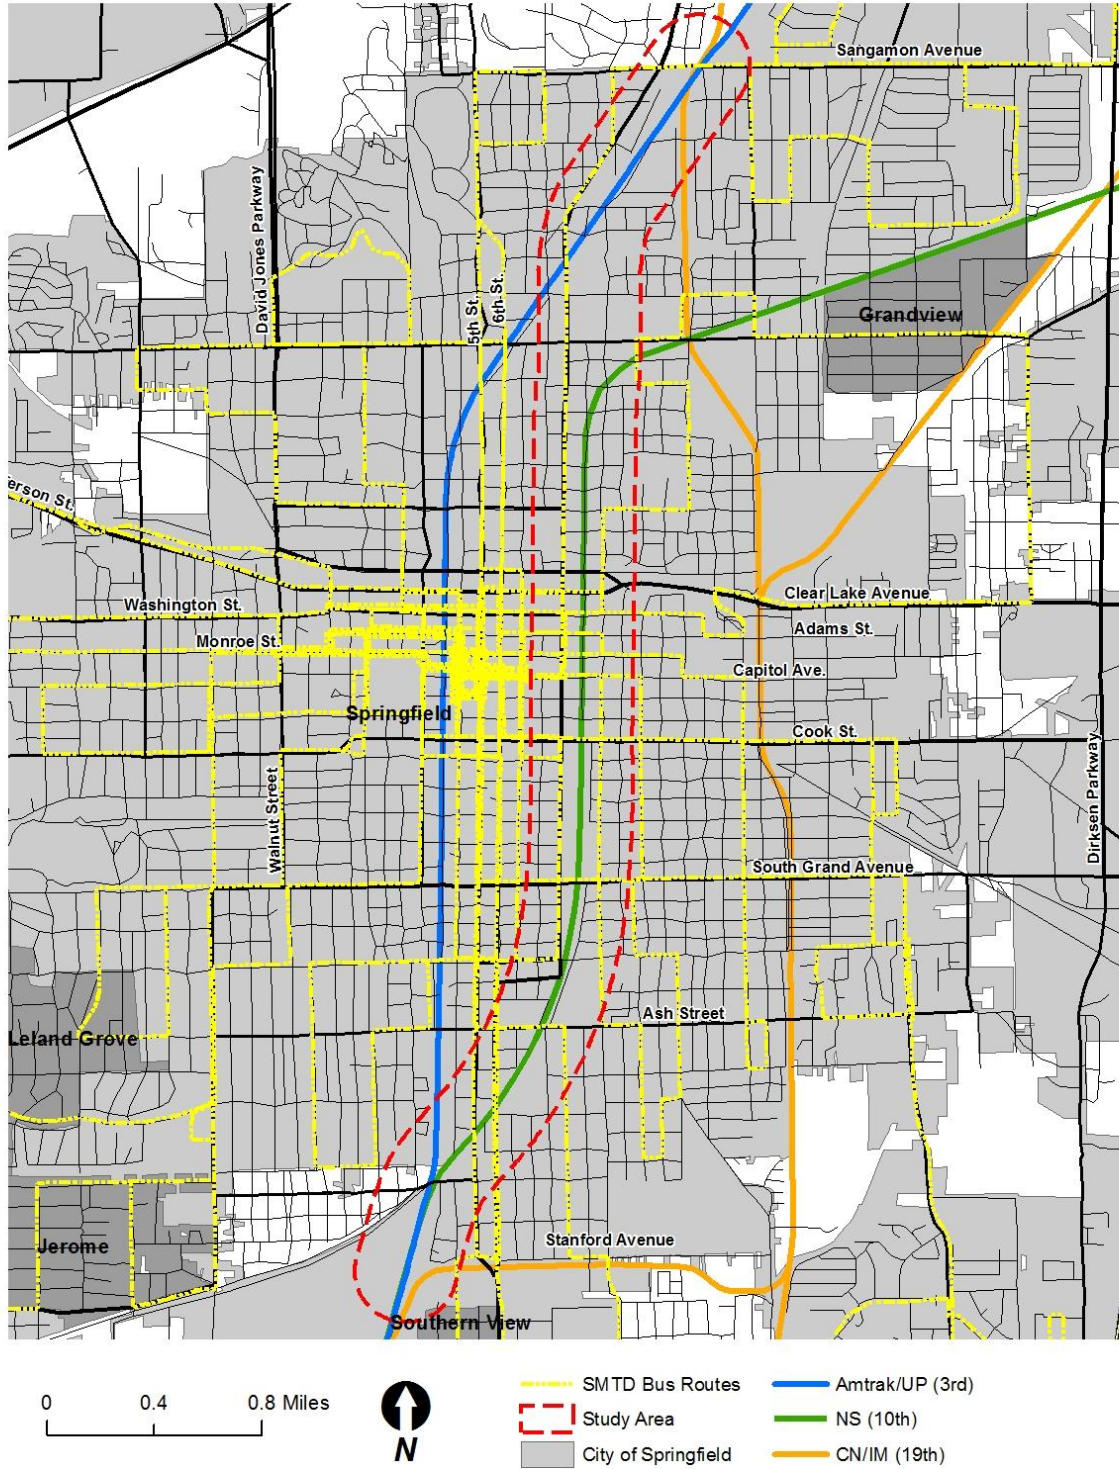 Sangamon Avenue
David Jones Parkway
5th St.
6th St.
Grandview
erson St.
Clear Lake Avenue
Washington St.
Adams St.
Monroe St.
Capitol Ave.
Springfield
Cook St.
Dirksen Parkway
Walnut Street
South Grand Avenue
Ash Street
Leland Grove
Stanford Avenue
Jerome
Southern View
0 0.4 0.8 Miles
N
SMTD Bus Routes
Study Area
City of Springfield
Amtrak/UP (3rd)
NS (10th)
CN/IM (19th)